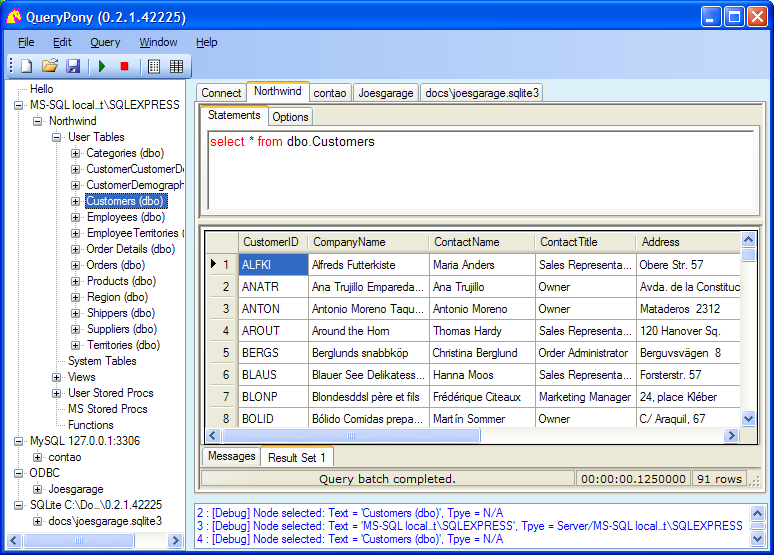 QueryPony (0.2.1.42225)
File Edit Query Window Help
Hello
MS-SQL local..t\SQLEXPRESS
Northwind
User Tables
Categories (dbo)
CustomerCustomerDe
CustomerDemograph
Customers (dbo)
Employees (dbo)
EmployeeTerritories (
Order Details (dbo)
Orders (dbo)
Products (dbo)
Region (dbo)
Shippers (dbo)
Suppliers (dbo)
Territories (dbo)
System Tables
Views
User Stored Procs
MS Stored Procs
Functions
MySQL 127.0.0.1:3306
contao
ODBC
Joesgarage
SQLite C:\Do...\0.2.1.42225
docs\joesgarage.sqlite3
Connect Northwind contao Joesgarage docs\joesgarage.sqlite3
Statements Options
select * from dbo.Customers
CustomerID CompanyName ContactName ContactTitle Address
1 ALFKI Alfreds Futterkiste Maria Anders Sales Representa... Obere Str. 57
2 ANATR Ana Trujillo Empareda... Ana Trujillo Owner Avda. de la Constituc
3 ANTON Antonio Moreno Taqu... Antonio Moreno Owner Mataderos 2312
4 AROUT Around the Horn Thomas Hardy Sales Representa... 120 Hanover Sq.
5 BERGS Berglunds snabbköp Christina Berglund Order Administrator Berguvsvägen 8
6 BLAUS Blauer See Delikatess... Hanna Moos Sales Representa... Forsterstr. 57
7 BLONP Blondesddsl père et fils Frédérique Citeaux Marketing Manager 24, place Kléber
8 BOLID Bólido Comidas prepa... Martín Sommer Owner C/ Araquil, 67
Messages Result Set 1
Query batch completed. 00:00:00.1250000 91 rows
2 : [Debug] Node selected: Text = 'Customers (dbo)', Tpye = N/A
3 : [Debug] Node selected: Text = 'MS-SQL local..t\SQLEXPRESS', Tpye = Server/MS-SQL local..t\SQLEXPRESS
4 : [Debug] Node selected: Text = 'Customers (dbo)', Tpye = N/A